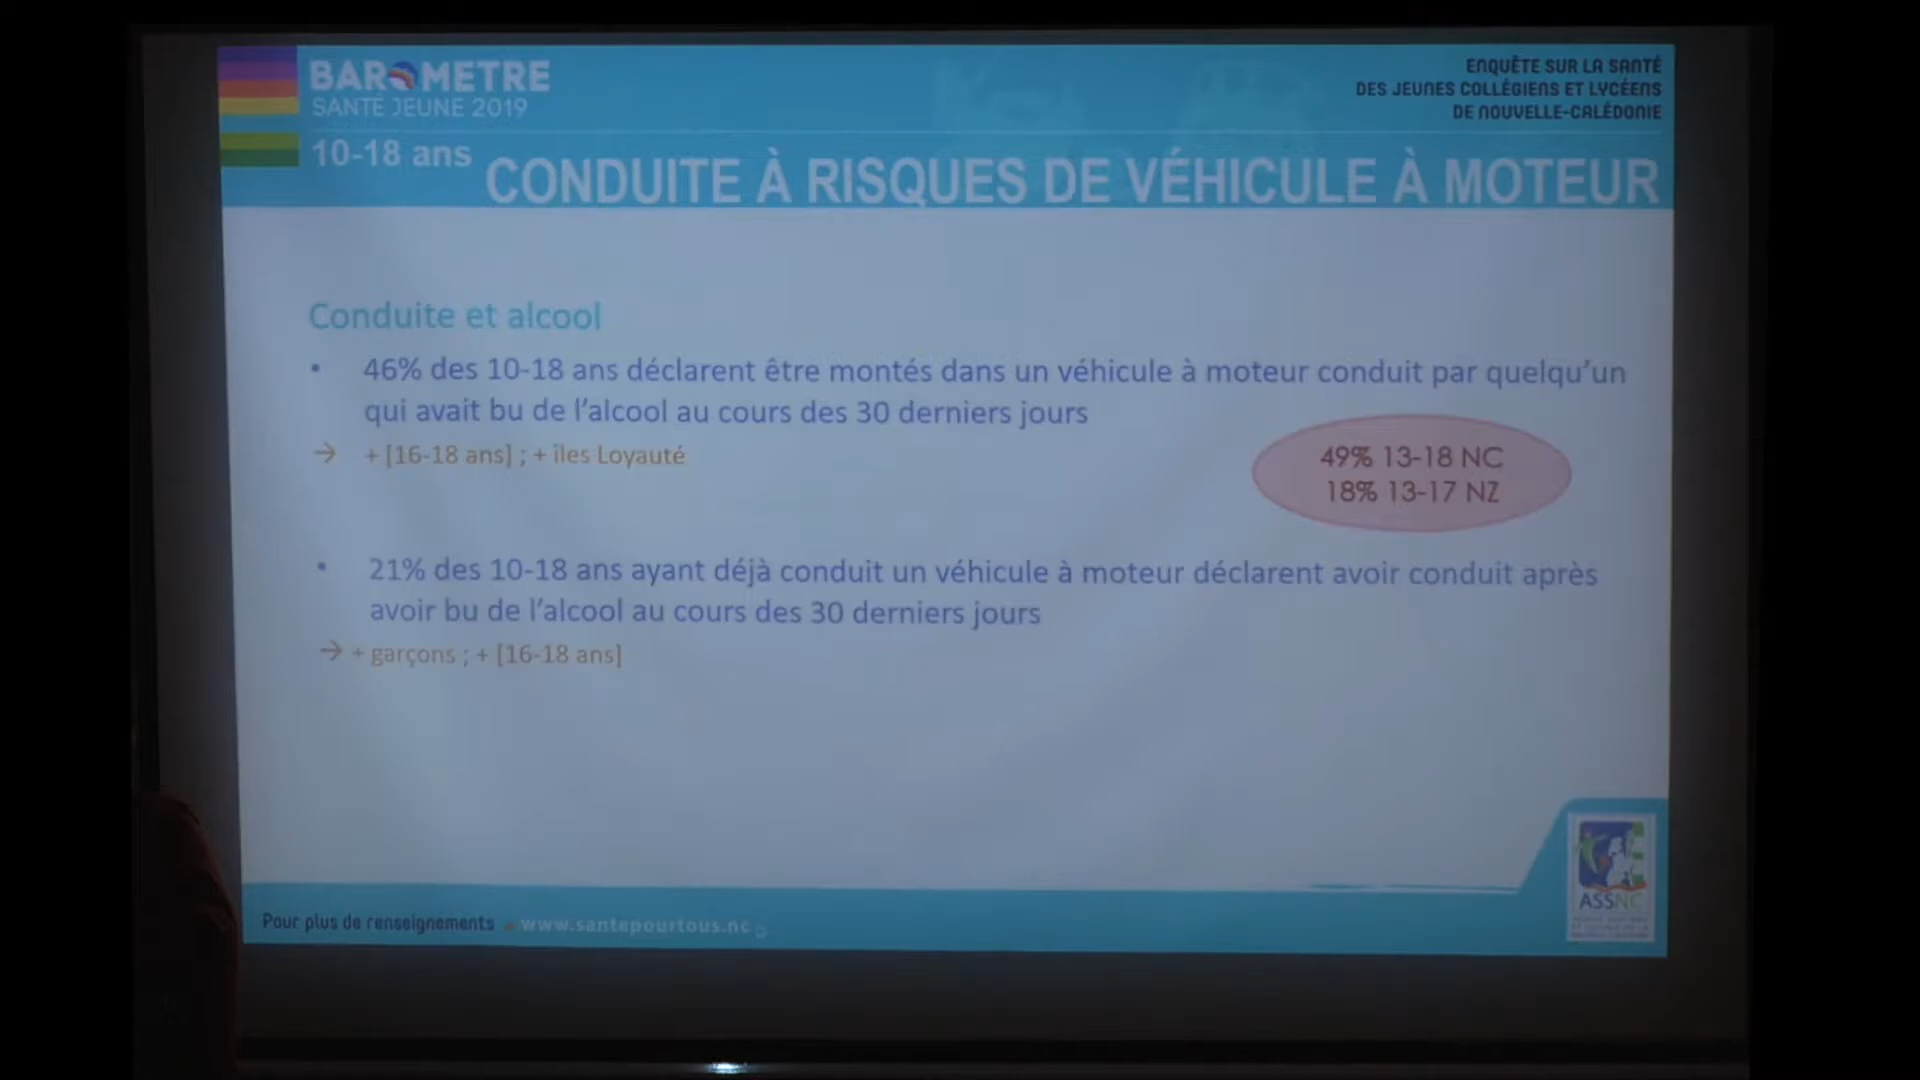 BAROMETRE
SANTÉ JEUNE 2019
10-18 ans
ENQUÊTE SUR LA SANTÉ
DES JEUNES COLLÉGIENS ET LYCÉENS
DE NOUVELLE-CALÉDONIE
CONDUITE À RISQUES DE VÉHICULE À MOTEUR
Conduite et alcool
• 46% des 10-18 ans déclarent être montés dans un véhicule à moteur conduit par quelqu'un
qui avait bu de l'alcool au cours des 30 derniers jours
→ + [16-18 ans] ; + îles Loyauté
49% 13-18 NC
18% 13-17 NZ
• 21% des 10-18 ans ayant déjà conduit un véhicule à moteur déclarent avoir conduit après
avoir bu de l'alcool au cours des 30 derniers jours
→ + garçons ; + [16-18 ans]
Pour plus de renseignements www.santepourtous.nc
ASSNC